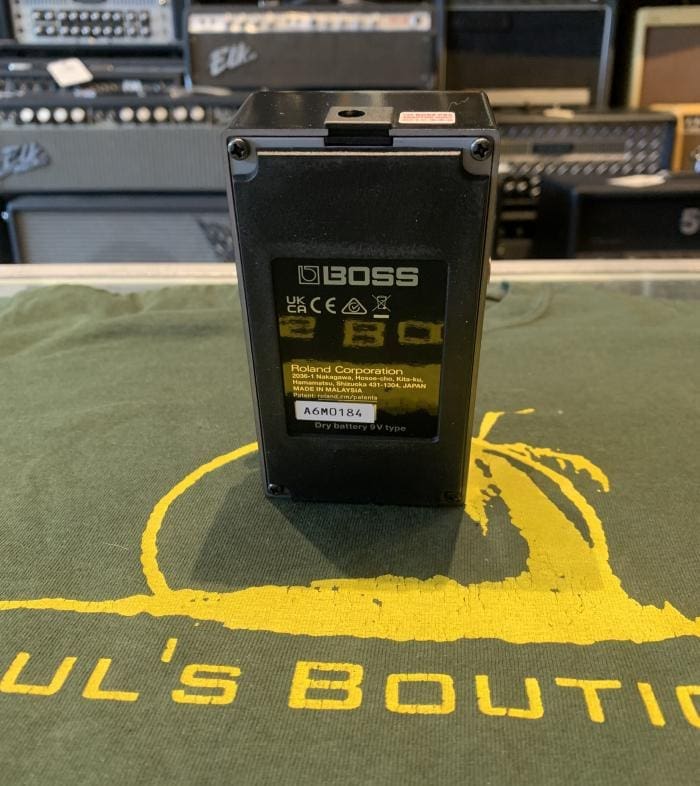 Elk
Elk
5
BOSS
UK
CA CE
Roland Corporation
2036-1 Nakagawa, Hosoe-cho, Kita-ku,
Hamamatsu, Shizuoka 431-1304, JAPAN
MADE IN MALAYSIA
Patent: roland.cm/patents
A6M0184
Dry battery 9V type
UL'S BOUTIQ